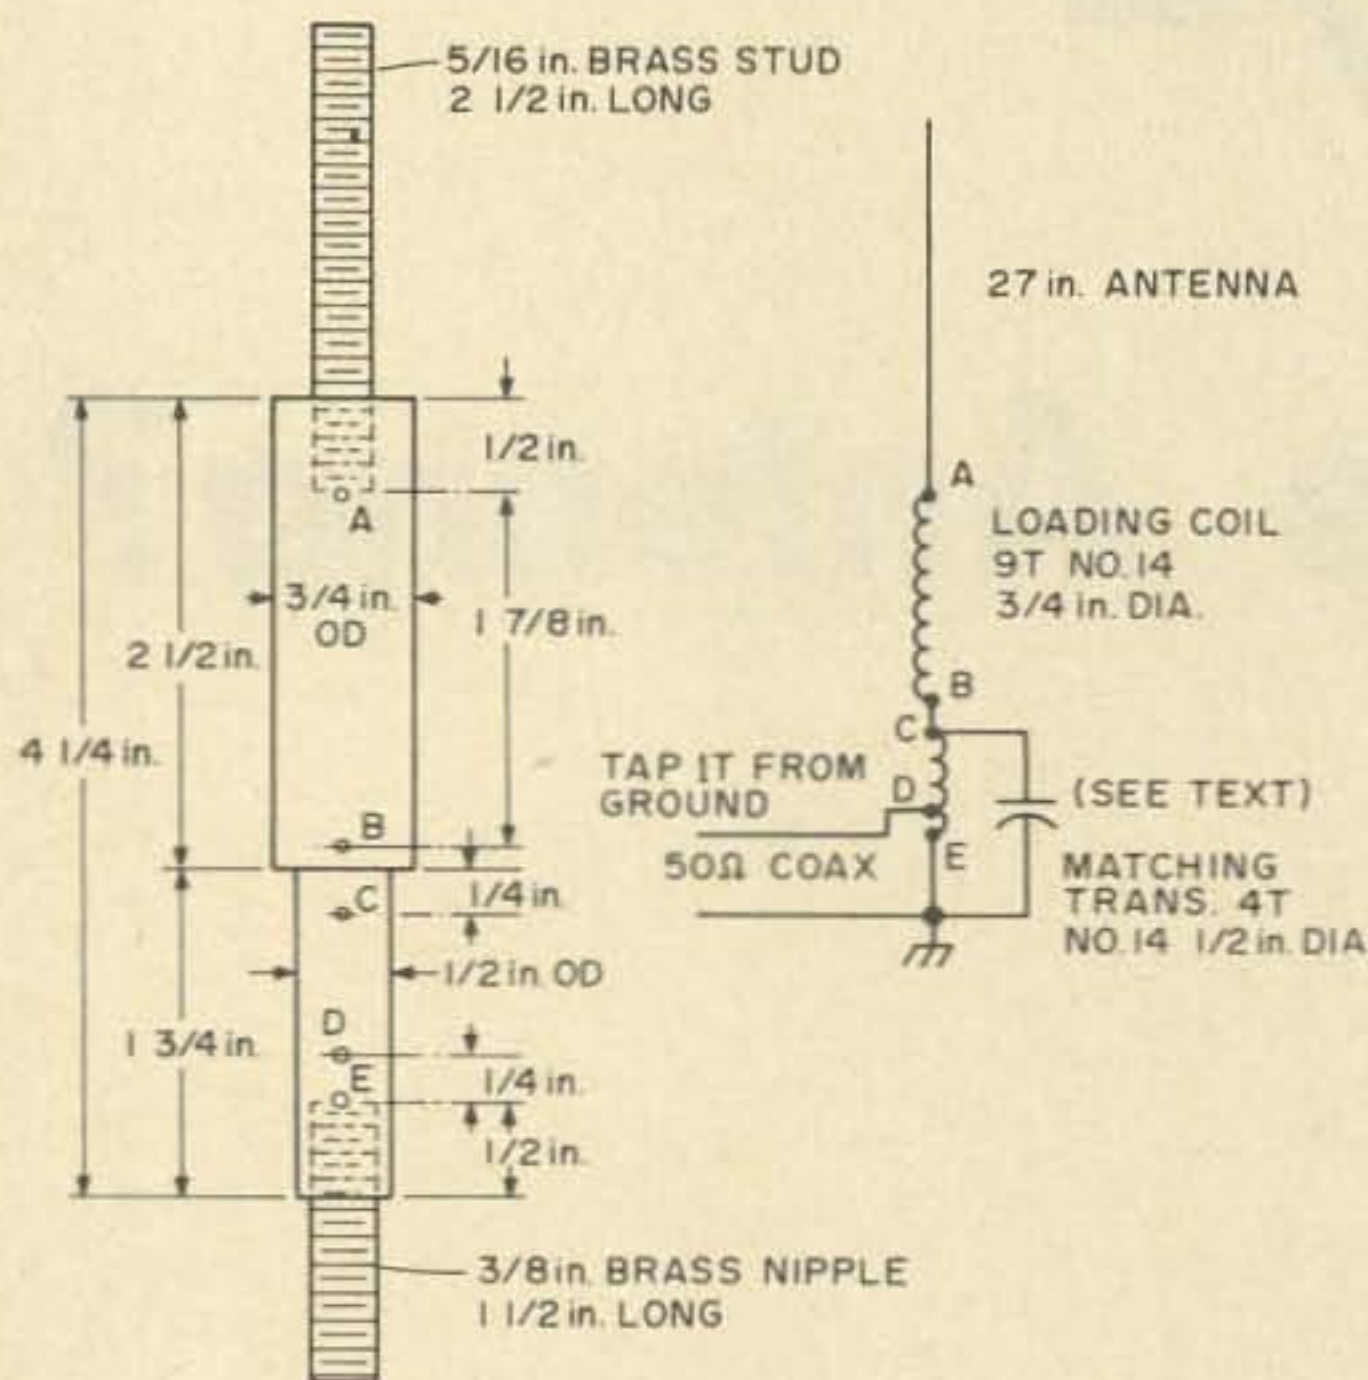 5/16 in. BRASS STUD
2 1/2 in. LONG
27 in. ANTENNA
1/2 in.
A
A
LOADING COIL
9T NO. 14
3/4 in. DIA.
3/4 in.
OD
1 7/8 in.
2 1/2 in.
B
4 1/4 in.
C
TAP 1T FROM
GROUND
D
(SEE TEXT)
B
E
50Ω COAX
MATCHING
TRANS. 4T
NO. 14 1/2 in. DIA
1/4 in.
C
1/2 in. OD
D
1 3/4 in.
E
1/4 in.
1/2 in.
3/8 in. BRASS NIPPLE
1 1/2 in. LONG